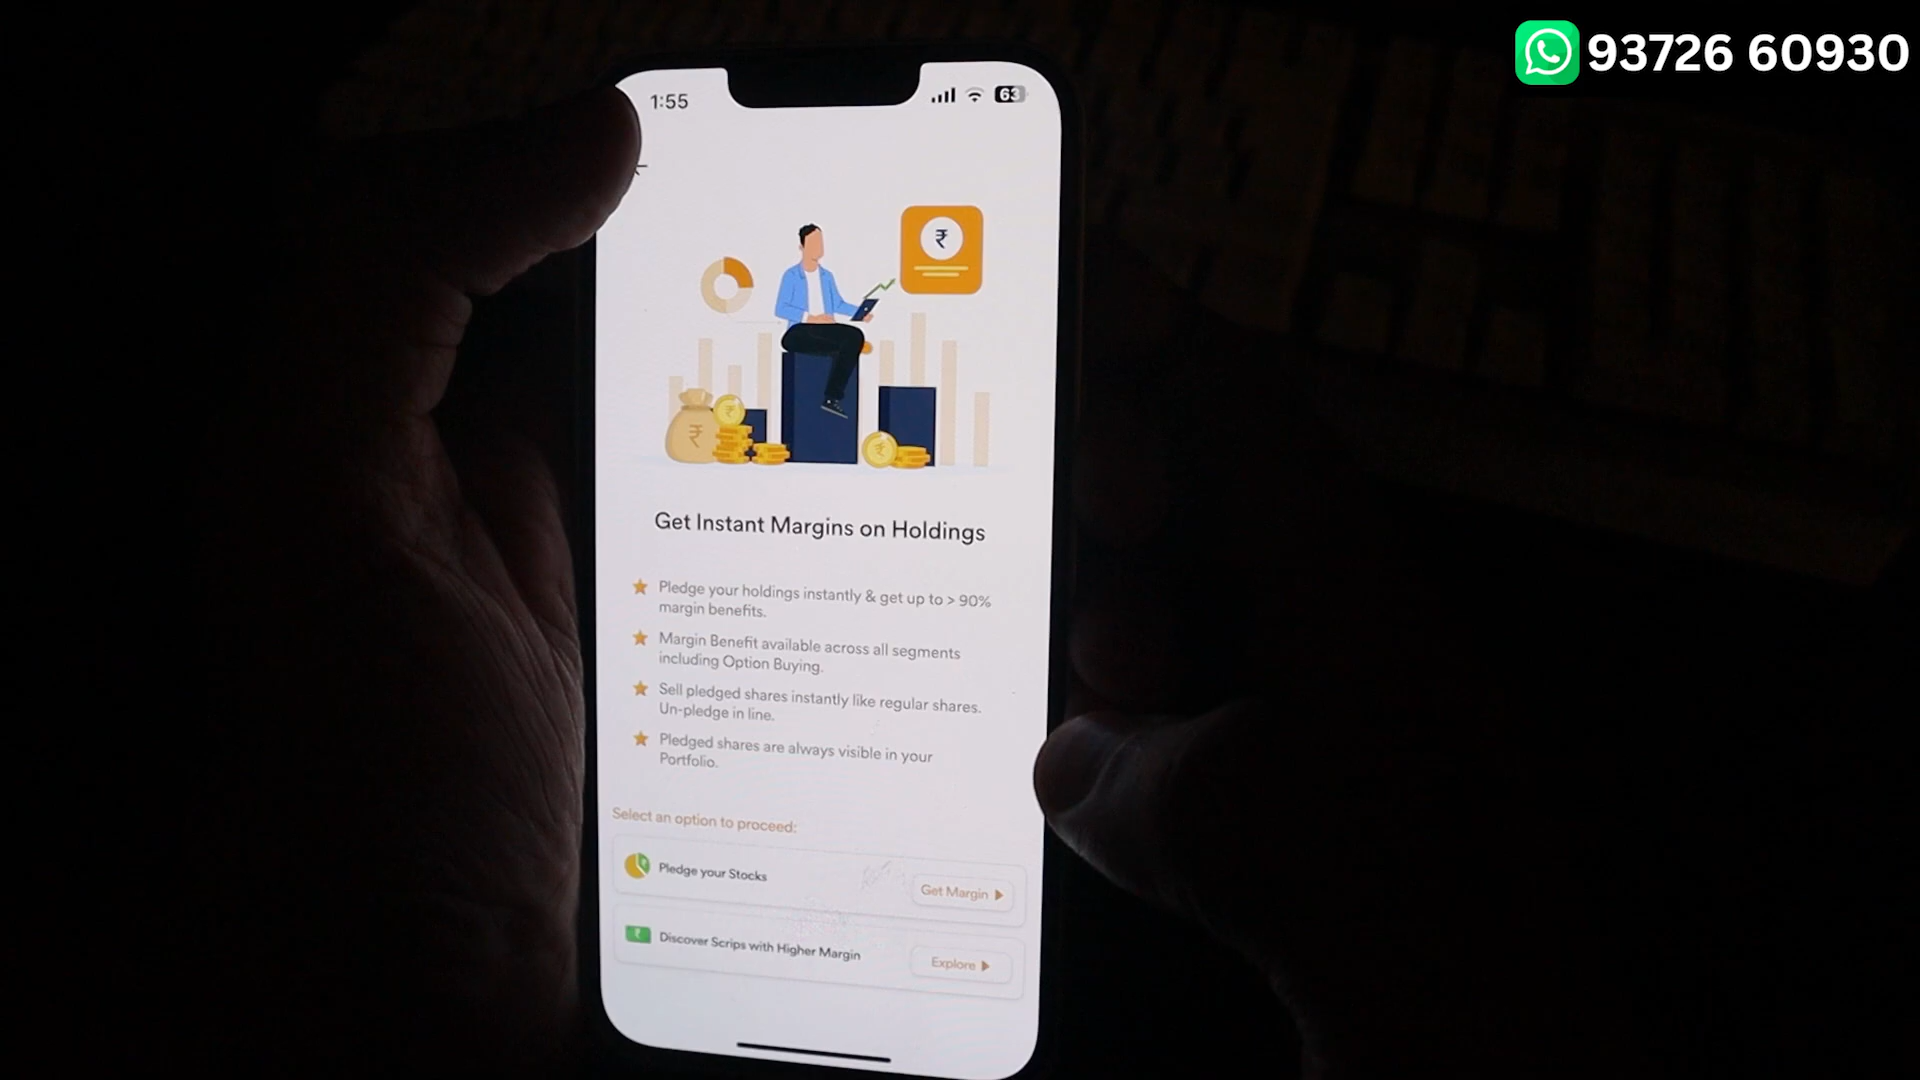 93726 60930
1:55
63
₹
₹
₹
₹
Get Instant Margins on Holdings
Pledge your holdings instantly & get up to > 90%
margin benefits.
Margin Benefit available across all segments
including Option Buying.
Sell pledged shares instantly like regular shares.
Un-pledge in line.
Pledged shares are always visible in your
Portfolio.
Select an option to proceed:
Pledge your Stocks
Get Margin
Discover Scrips with Higher Margin
Explore